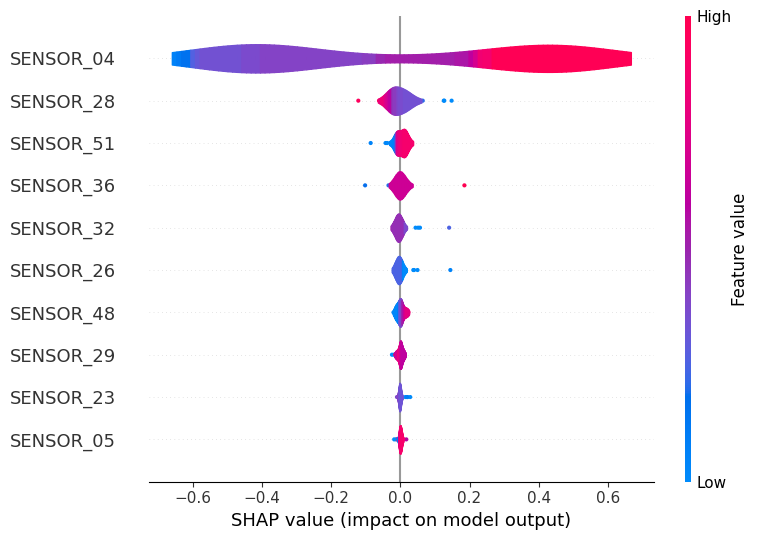 High
SENSOR_04
SENSOR_28
SENSOR_51
SENSOR_36
SENSOR_32
SENSOR_26
SENSOR_48
SENSOR_29
SENSOR_23
SENSOR_05
Feature value
Low
−0.6 −0.4 −0.2 0.0 0.2 0.4 0.6
SHAP value (impact on model output)